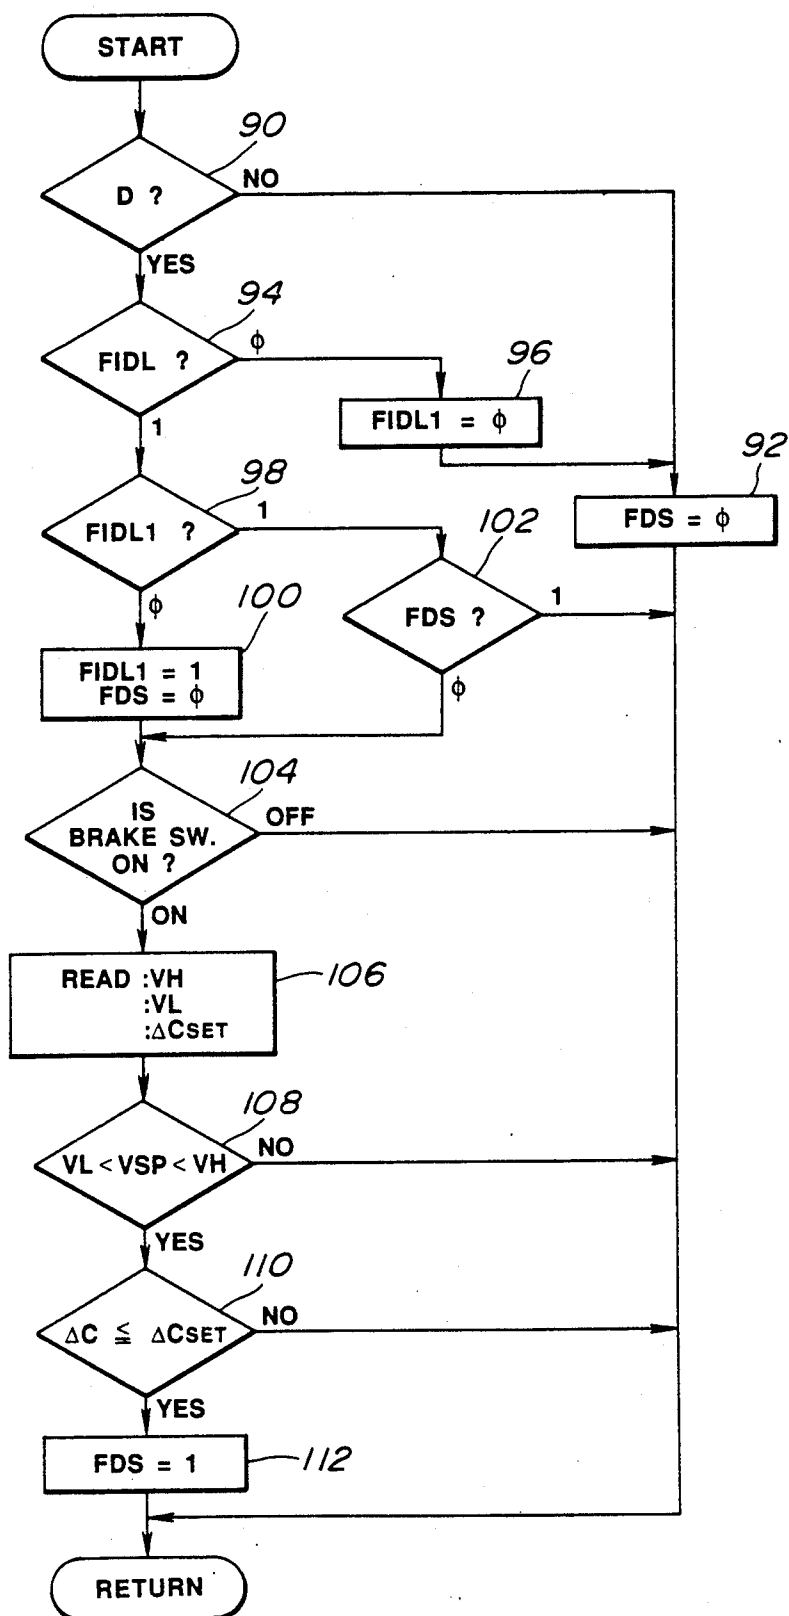 START
90
D ?
NO
YES
94
FIDL ?
ϕ
96
FIDL1 = ϕ
1
98
92
FIDL1 ?
1
102
FDS = ϕ
ϕ
100
FDS ?
1
FIDL1 = 1
FDS = ϕ
ϕ
104
IS
BRAKE SW.
ON ?
OFF
ON
READ :VH
:VL
:ΔCSET
106
108
VL < VSP < VH
NO
YES
110
ΔC ≦ ΔCSET
NO
YES
FDS = 1
112
RETURN